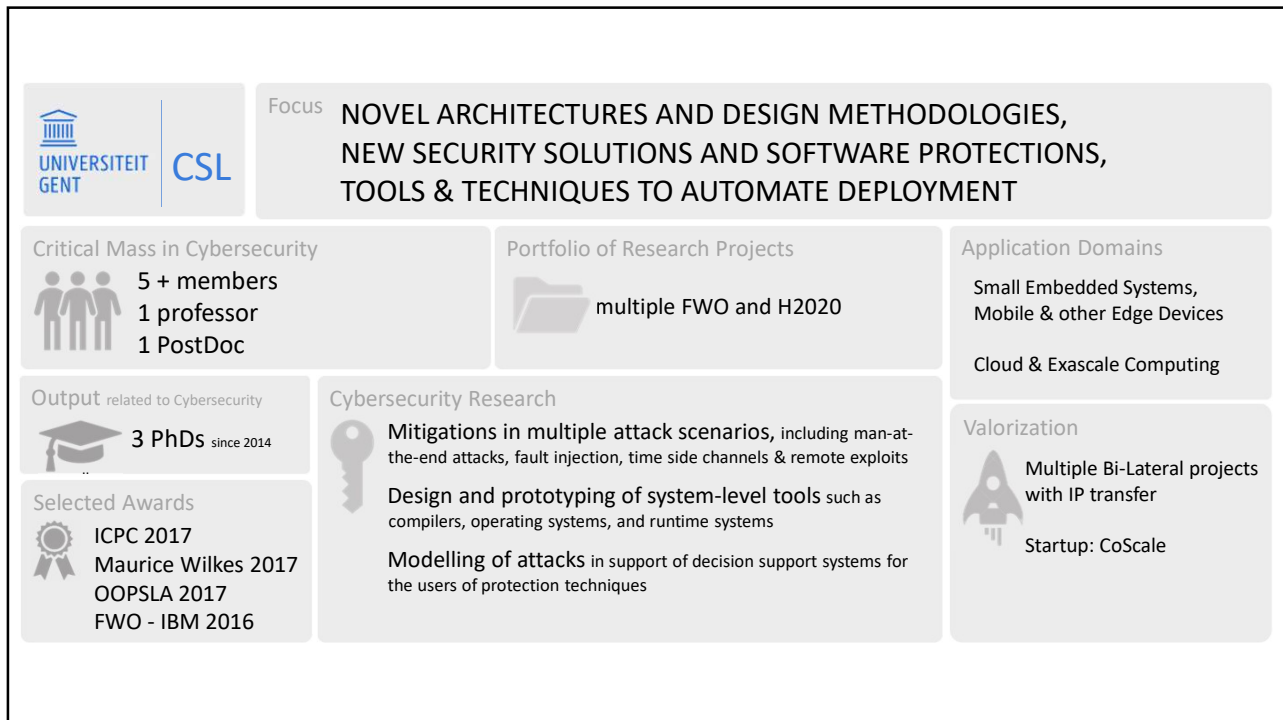 UNIVERSITEIT
GENT
CSL
Focus
NOVEL ARCHITECTURES AND DESIGN METHODOLOGIES,
NEW SECURITY SOLUTIONS AND SOFTWARE PROTECTIONS,
TOOLS & TECHNIQUES TO AUTOMATE DEPLOYMENT
Critical Mass in Cybersecurity
5 + members
1 professor
1 PostDoc
Portfolio of Research Projects
multiple FWO and H2020
Application Domains
Small Embedded Systems,
Mobile & other Edge Devices
Cloud & Exascale Computing
Output related to Cybersecurity
3 PhDs since 2014
Selected Awards
ICPC 2017
Maurice Wilkes 2017
OOPSLA 2017
FWO - IBM 2016
Cybersecurity Research
Mitigations in multiple attack scenarios, including man-at-
the-end attacks, fault injection, time side channels & remote exploits
Design and prototyping of system-level tools such as
compilers, operating systems, and runtime systems
Modelling of attacks in support of decision support systems for
the users of protection techniques
Valorization
Multiple Bi-Lateral projects
with IP transfer
Startup: CoScale